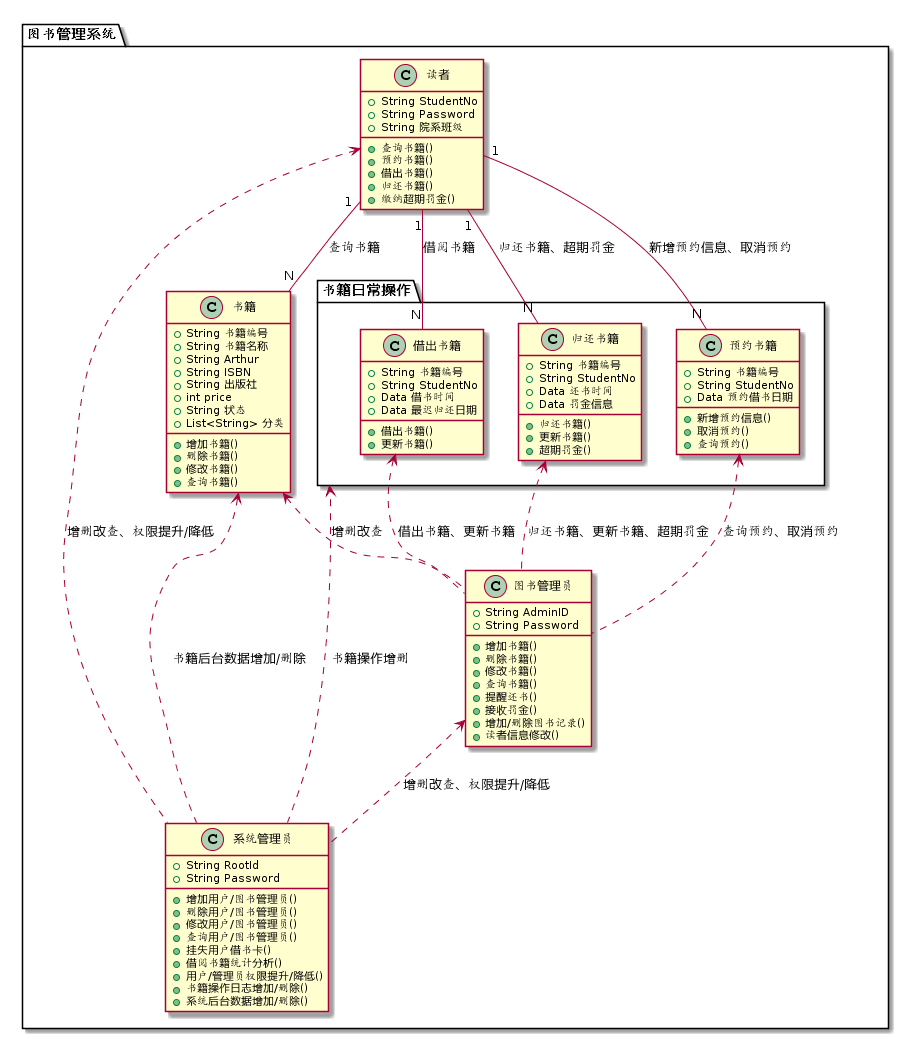 图书管理系统
C 读者
String StudentNo
String Password
String 院系班级
查询书籍()
预约书籍()
借出书籍()
归还书籍()
缴纳超期罚金()
1
1
1
1
查询书籍
借阅书籍
归还书籍、超期罚金
新增预约信息、取消预约
N
N
N
N
C 书籍
String 书籍编号
String 书籍名称
String Arthur
String ISBN
String 出版社
int price
String 状态
List<String> 分类
增加书籍()
删除书籍()
修改书籍()
查询书籍()
书籍日常操作
C 借出书籍
String 书籍编号
String StudentNo
Data 借书时间
Data 最迟归还日期
借出书籍()
更新书籍()
C 归还书籍
String 书籍编号
String StudentNo
Data 还书时间
Data 罚金信息
归还书籍()
更新书籍()
超期罚金()
C 预约书籍
String 书籍编号
String StudentNo
Data 预约借书日期
新增预约信息()
取消预约()
查询预约()
增删改查、权限提升/降低
增删改查
借出书籍、更新书籍
归还书籍、更新书籍、超期罚金
查询预约、取消预约
C 图书管理员
String AdminID
String Password
增加书籍()
删除书籍()
修改书籍()
查询书籍()
提醒还书()
接收罚金()
增加/删除图书记录()
读者信息修改()
书籍后台数据增加/删除
书籍操作增删
增删改查、权限提升/降低
C 系统管理员
String RootId
String Password
增加用户/图书管理员()
删除用户/图书管理员()
修改用户/图书管理员()
查询用户/图书管理员()
挂失用户借书卡()
借阅书籍统计分析()
用户/管理员权限提升/降低()
书籍操作日志增加/删除()
系统后台数据增加/删除()